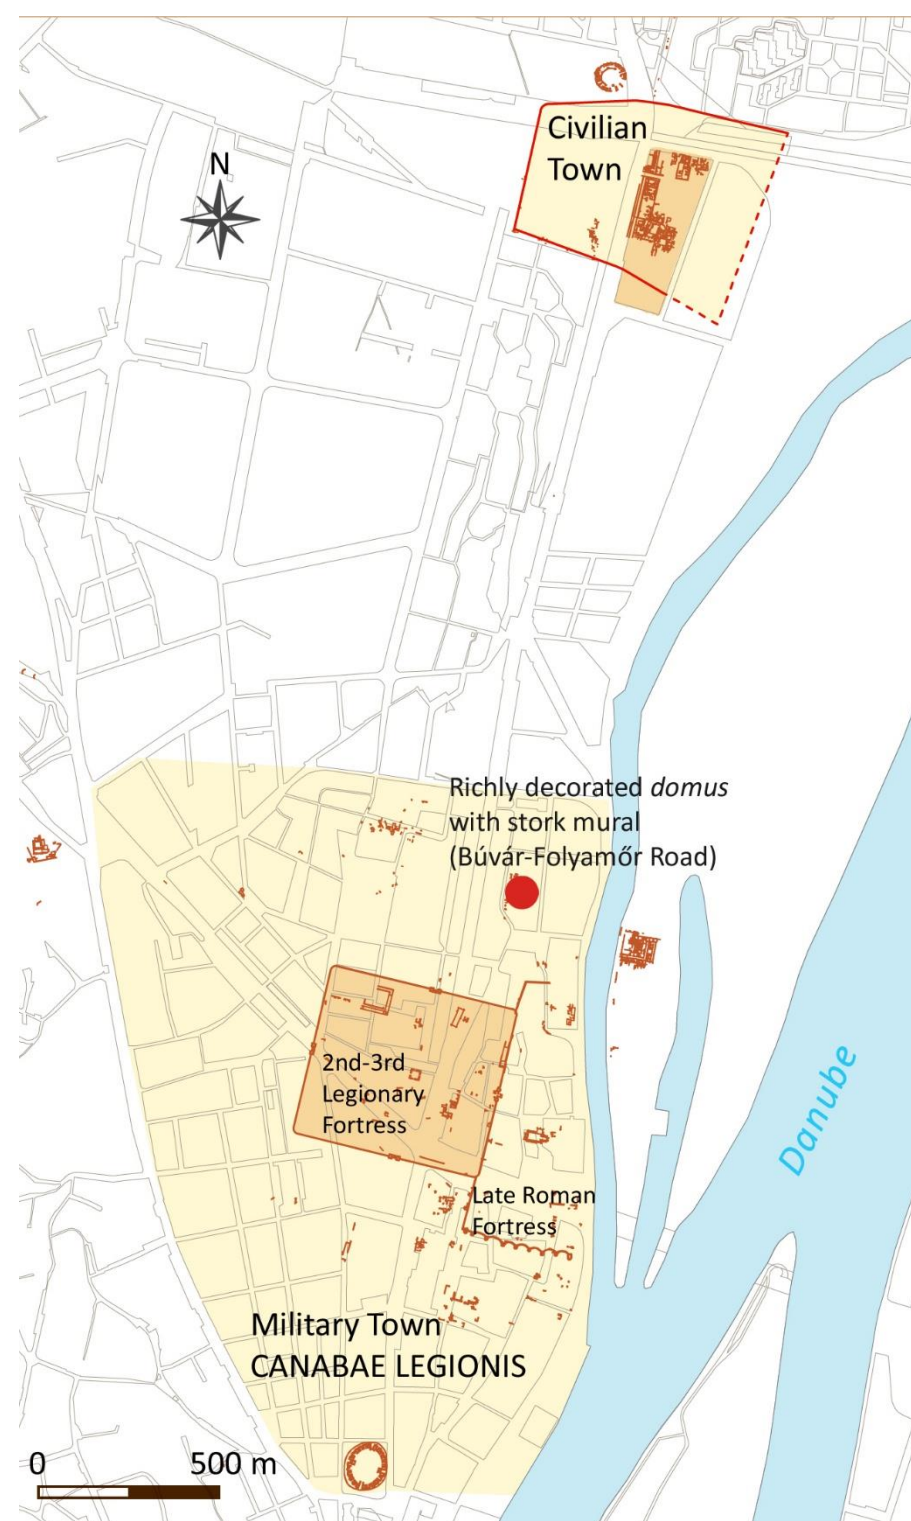 Civilian
Town
N
Richly decorated domus
with stork mural
(Búvár-Folyamőr Road)
2nd-3rd
Legionary
Fortress
Danube
Late Roman
Fortress
Military Town
CANABAE LEGIONIS
0 500 m